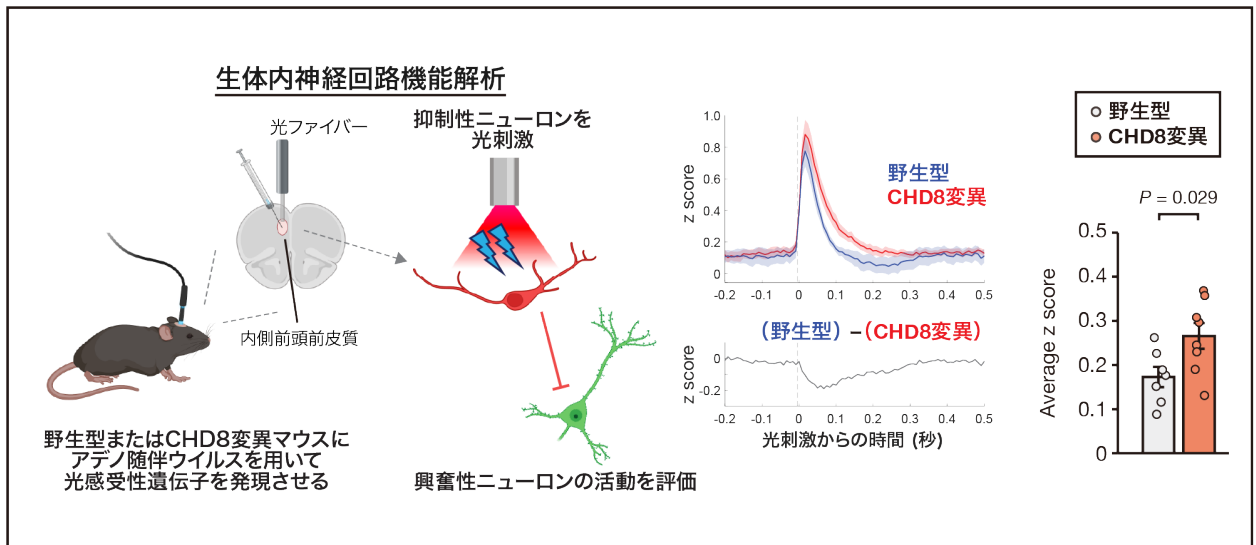 生体内神経回路機能解析
光ファイバー
内側前頭前皮質
野生型またはCHD8変異マウスに
アデノ随伴ウイルスを用いて
光感受性遺伝子を発現させる
抑制性ニューロンを
光刺激
興奮性ニューロンの活動を評価
z score
1.0
0.8
0.6
0.4
0.2
0
-0.2 -0.1 0 0.1 0.2 0.3 0.4 0.5
野生型
CHD8変異
(野生型) – (CHD8変異)
z score
0
-0.2
-0.2 -0.1 0 0.1 0.2 0.3 0.4 0.5
光刺激からの時間 (秒)
野生型
CHD8変異
P = 0.029
Average z score
0.5
0.4
0.3
0.2
0.1
0